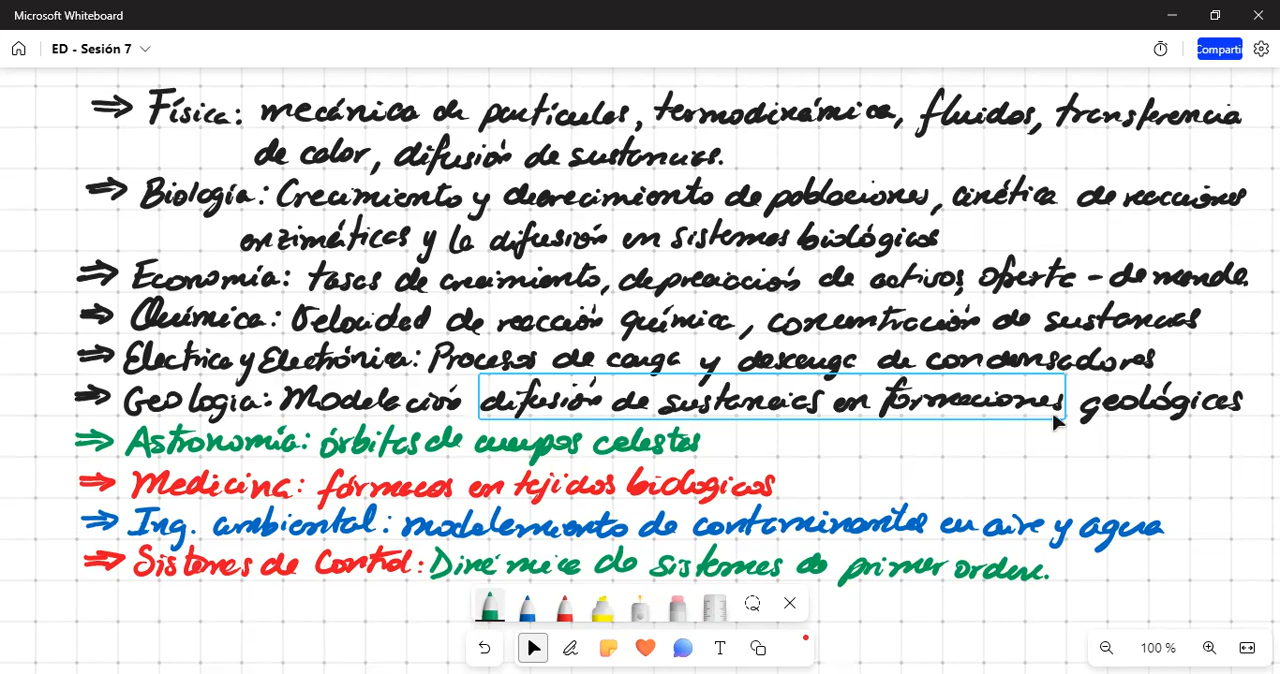 Microsoft Whiteboard
ED - Sesión 7
Compartir
⇒ Física: mecánica de partículas, termodinámica, fluidos, transferencia
de calor, difusión de sustancias.
⇒ Biología: Crecimiento y decrecimiento de poblaciones, cinética de reacciones
enzimáticas y la difusión en sistemas biológicos
⇒ Economía: tasas de crecimiento, depreciación de activos, oferta - demanda.
⇒ Química: Velocidad de reacción química, concentración de sustancias
⇒ Electrica y Electrónica: Procesos de carga y descarga de condensadores
⇒ Geologia: Modelación difusión de sustancias en formaciones geológicas
⇒ Astronomía: órbitas de cuerpos celestes
⇒ Medicina: fármacos en tejidos biologicos
⇒ Ing. ambiental: modelamiento de contaminantes en aire y agua
⇒ Sistemas de Control: Dinámica de sistemas de primer orden.
T
100 %